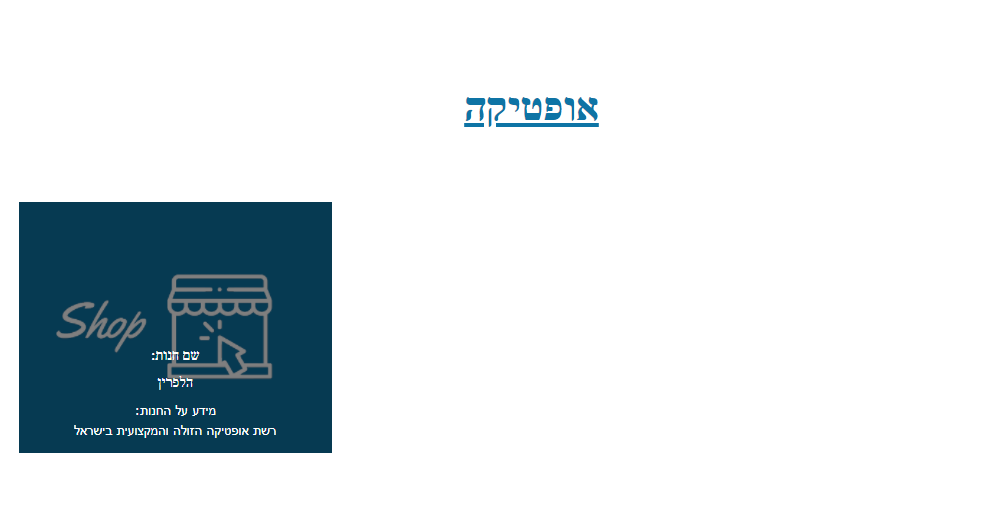 אופטיקה
Shop
שם חנות:
הלפרין
מידע על החנות:
רשת אופטיקה הזולה והמקצועית בישראל